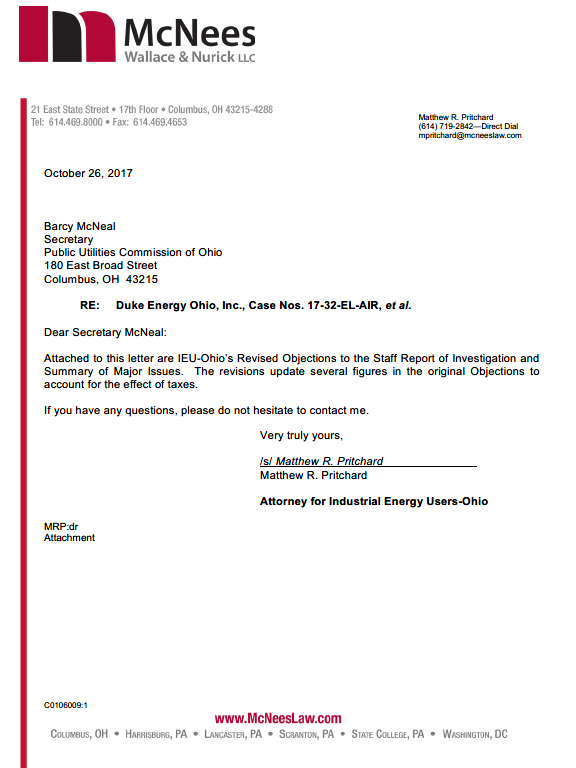 McNees
Wallace & Nurick LLC
21 East State Street • 17th Floor • Columbus, OH 43215-4288
Tel: 614.469.8000 • Fax: 614.469.4653
Matthew R. Pritchard
(614) 719-2842—Direct Dial
mpritchard@mcneeslaw.com
October 26, 2017
Barcy McNeal
Secretary
Public Utilities Commission of Ohio
180 East Broad Street
Columbus, OH 43215
RE: Duke Energy Ohio, Inc., Case Nos. 17-32-EL-AIR, et al.
Dear Secretary McNeal:
Attached to this letter are IEU-Ohio's Revised Objections to the Staff Report of Investigation and
Summary of Major Issues. The revisions update several figures in the original Objections to
account for the effect of taxes.
If you have any questions, please do not hesitate to contact me.
Very truly yours,
/s/ Matthew R. Pritchard
Matthew R. Pritchard
Attorney for Industrial Energy Users-Ohio
MRP:dr
Attachment
C0106009:1
www.McNeesLaw.com
Columbus, OH • Harrisburg, PA • Lancaster, PA • Scranton, PA • State College, PA • Washington, DC